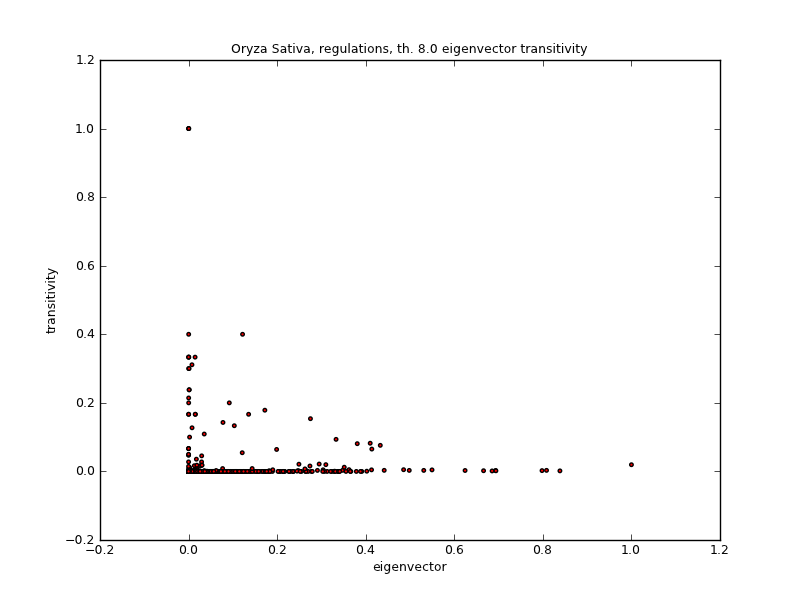 Oryza Sativa, regulations, th. 8.0 eigenvector transitivity
1.2
1.0
0.8
0.6
0.4
0.2
0.0
−0.2
transitivity
−0.2 0.0 0.2 0.4 0.6 0.8 1.0 1.2
eigenvector